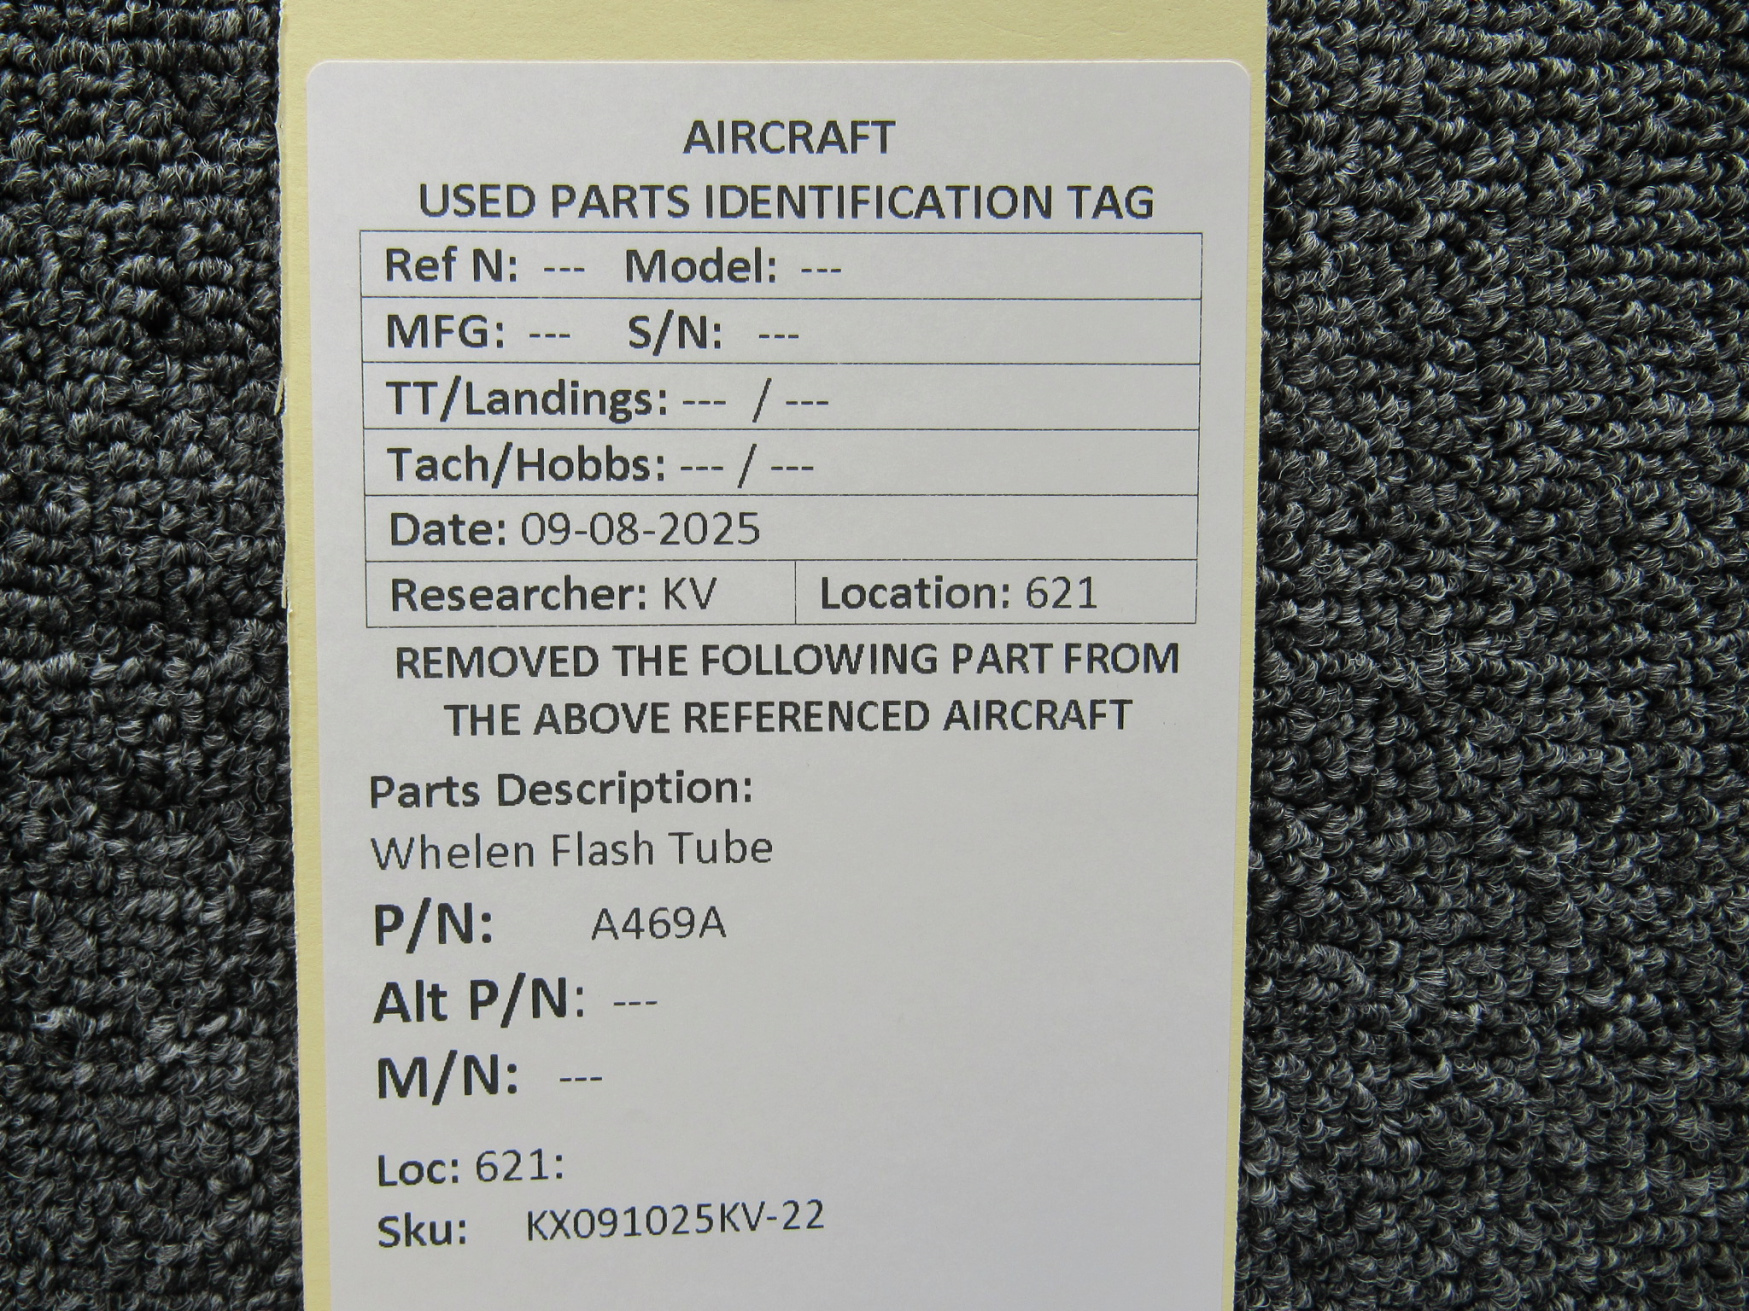 AIRCRAFT
USED PARTS IDENTIFICATION TAG
Ref N: --- Model: ---
MFG: --- S/N: ---
TT/Landings: --- / ---
Tach/Hobbs: --- / ---
Date: 09-08-2025
Researcher: KV Location: 621
REMOVED THE FOLLOWING PART FROM
THE ABOVE REFERENCED AIRCRAFT
Parts Description:
Whelen Flash Tube
P/N: A469A
Alt P/N: ---
M/N: ---
Loc: 621:
Sku: KX091025KV-22